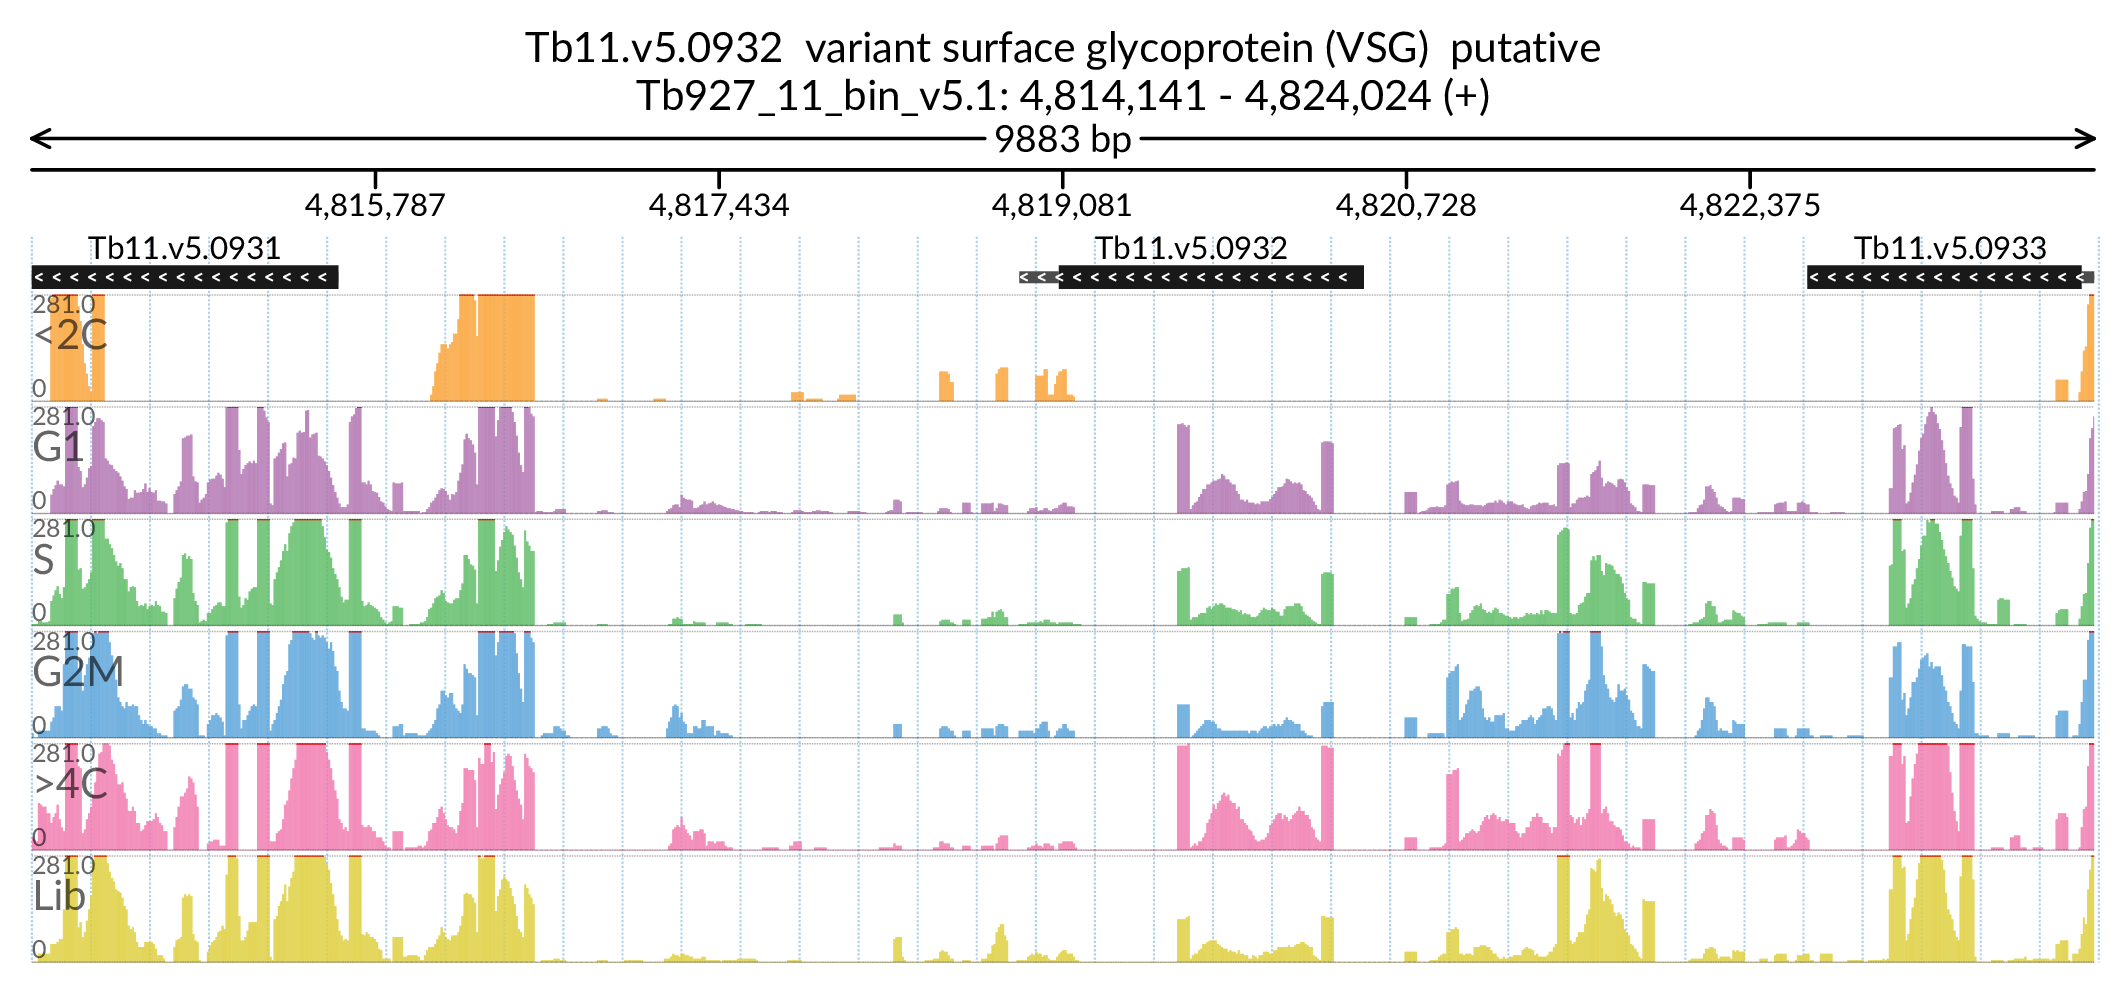 Tb11.v5.0932 variant surface glycoprotein (VSG) putative
Tb927_11_bin_v5.1: 4,814,141 - 4,824,024 (+)
9883 bp
4,815,787 4,817,434 4,819,081 4,820,728 4,822,375
Tb11.v5.0931 Tb11.v5.0932 Tb11.v5.0933
281.0
<2C
0
281.0
G1
0
281.0
S
0
281.0
G2M
0
281.0
>4C
0
281.0
Lib
0